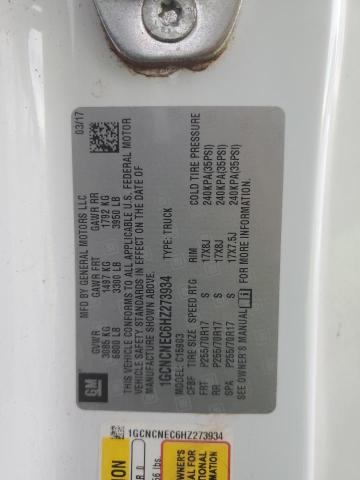 MFD BY GENERAL MOTORS LLC
03/17
GVWR GAWR FRT GAWR RR
3085 KG 1497 KG 1792 KG
6800 LB 3300 LB 3950 LB
THIS VEHICLE CONFORMS TO ALL APPLICABLE U.S. FEDERAL MOTOR
VEHICLE SAFETY STANDARDS IN EFFECT ON THE DATE OF
MANUFACTURE SHOWN ABOVE.
1GCNCNEC6HZ273934 TYPE: TRUCK
MODEL: C15903
CFBF TIRE SIZE SPEED RTG RIM COLD TIRE PRESSURE
FRT P255/70R17 S 17X8J 240KPA(35PSI)
RR P255/70R17 S 17X8J 240KPA(35PSI)
SPA P255/70R17 S 17X7.5J 240KPA(35PSI)
SEE OWNER'S MANUAL FOR MORE INFORMATION.
GM
1GCNCNEC6HZ273934
SEE OWNER'S